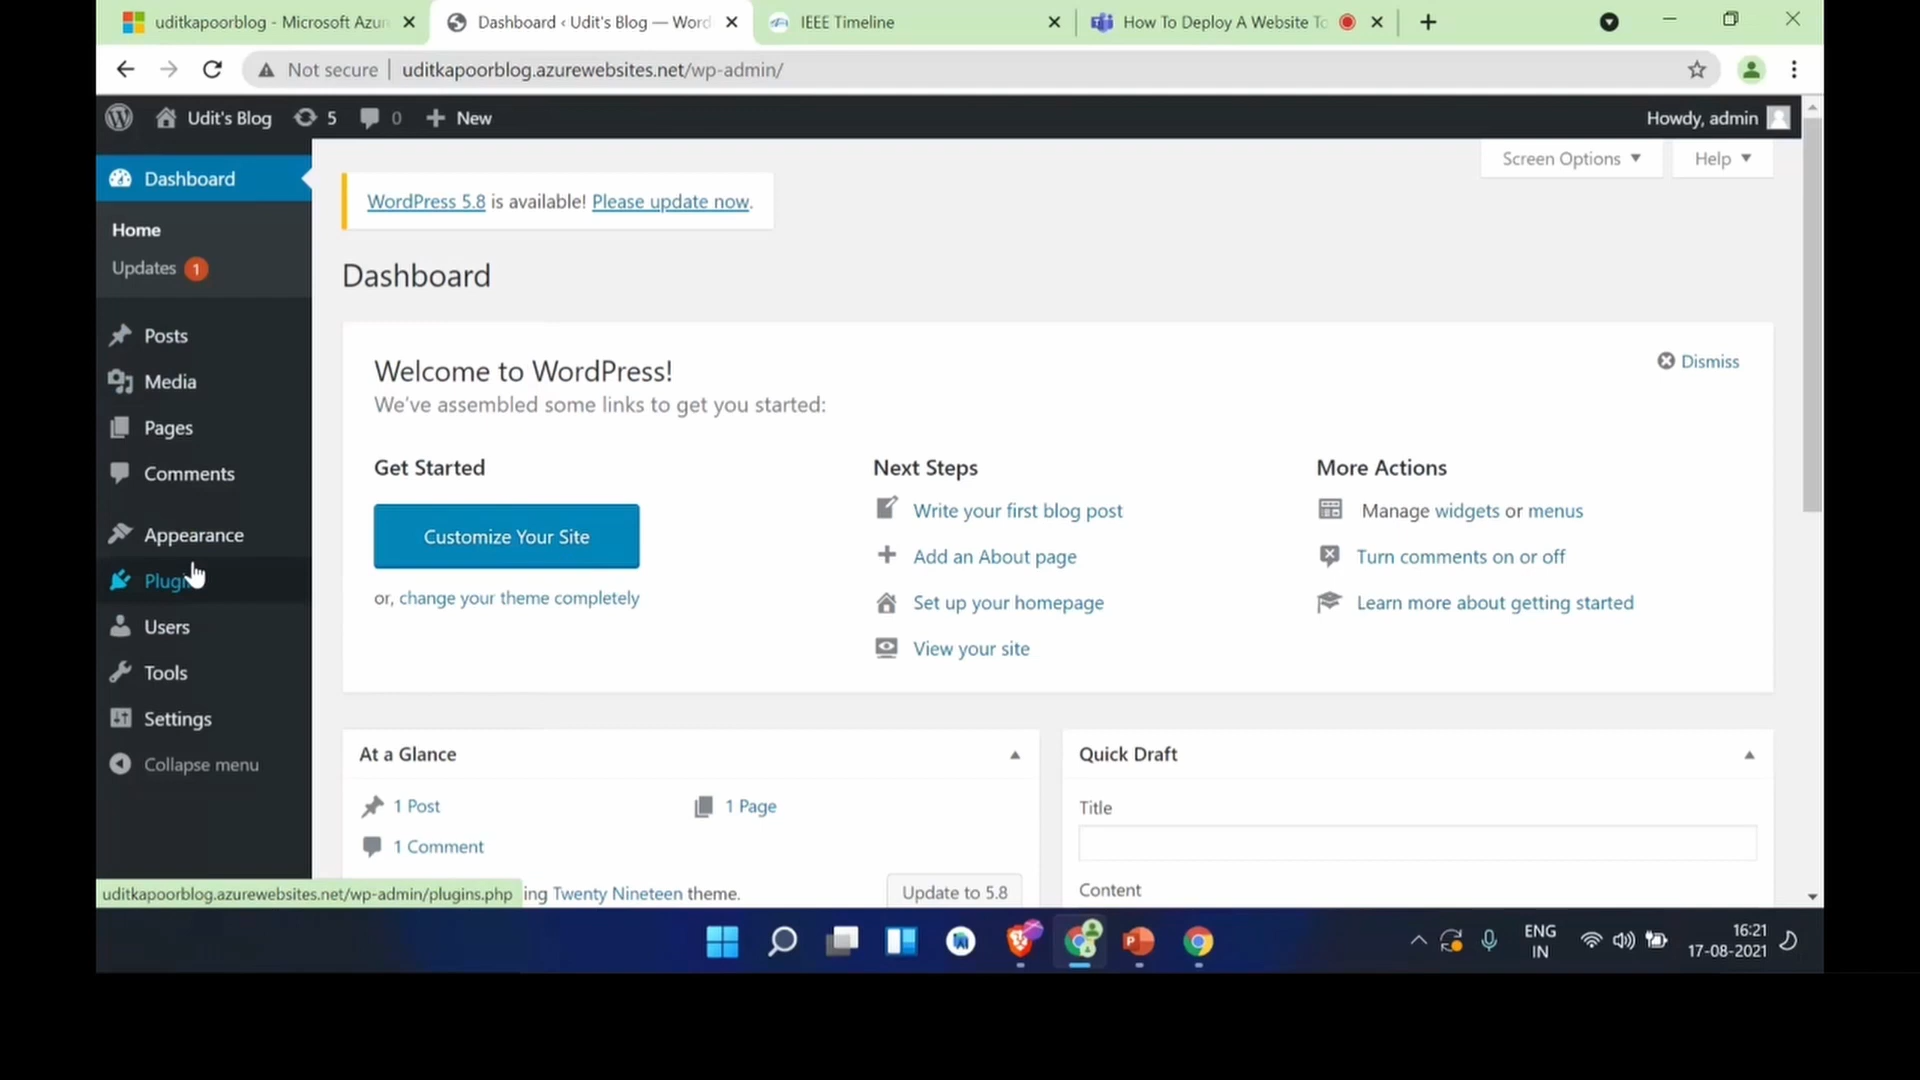 uditkapoorblog - Microsoft Azur
Dashboard ‹ Udit's Blog — Word
IEEE Timeline
How To Deploy A Website To
Not secure
uditkapoorblog.azurewebsites.net/wp-admin/
Udit's Blog
5
0
New
Howdy, admin
Screen Options
Help
Dashboard
Home
Updates 1
Posts
Media
Pages
Comments
Appearance
Users
Tools
Settings
Collapse menu
WordPress 5.8 is available! Please update now.
Dashboard
Welcome to WordPress!
We've assembled some links to get you started:
Dismiss
Get Started
Customize Your Site
or, change your theme completely
Next Steps
Write your first blog post
Add an About page
Set up your homepage
View your site
More Actions
Manage widgets or menus
Turn comments on or off
Learn more about getting started
At a Glance
1 Post
1 Page
1 Comment
ing Twenty Nineteen theme.
Update to 5.8
Quick Draft
Title
Content
uditkapoorblog.azurewebsites.net/wp-admin/plugins.php
ENG
IN
16:21
17-08-2021